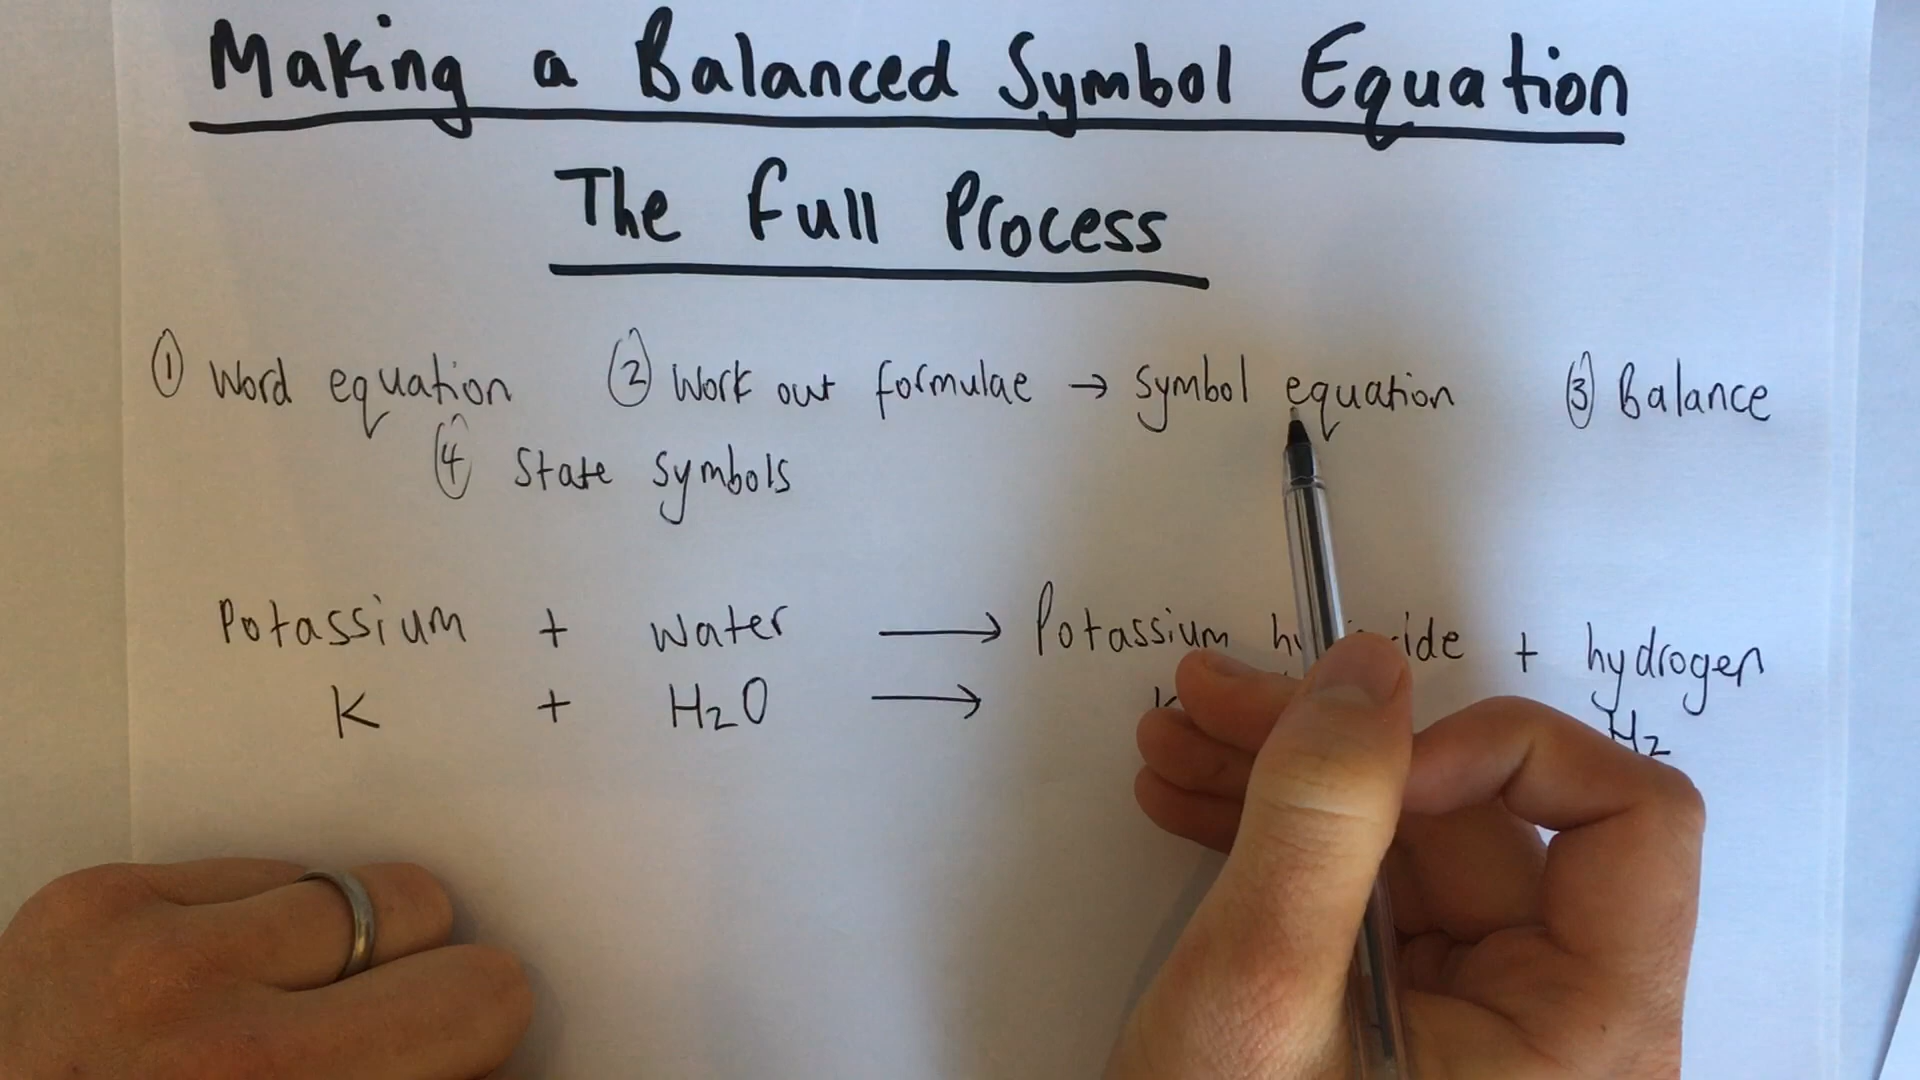 Making a Balanced Symbol Equation
The Full Process
① Word equation ② Work out formulae → Symbol equation ③ Balance
④ State Symbols
Potassium + Water → Potassium + hydrogen
K + H₂O → K H₂